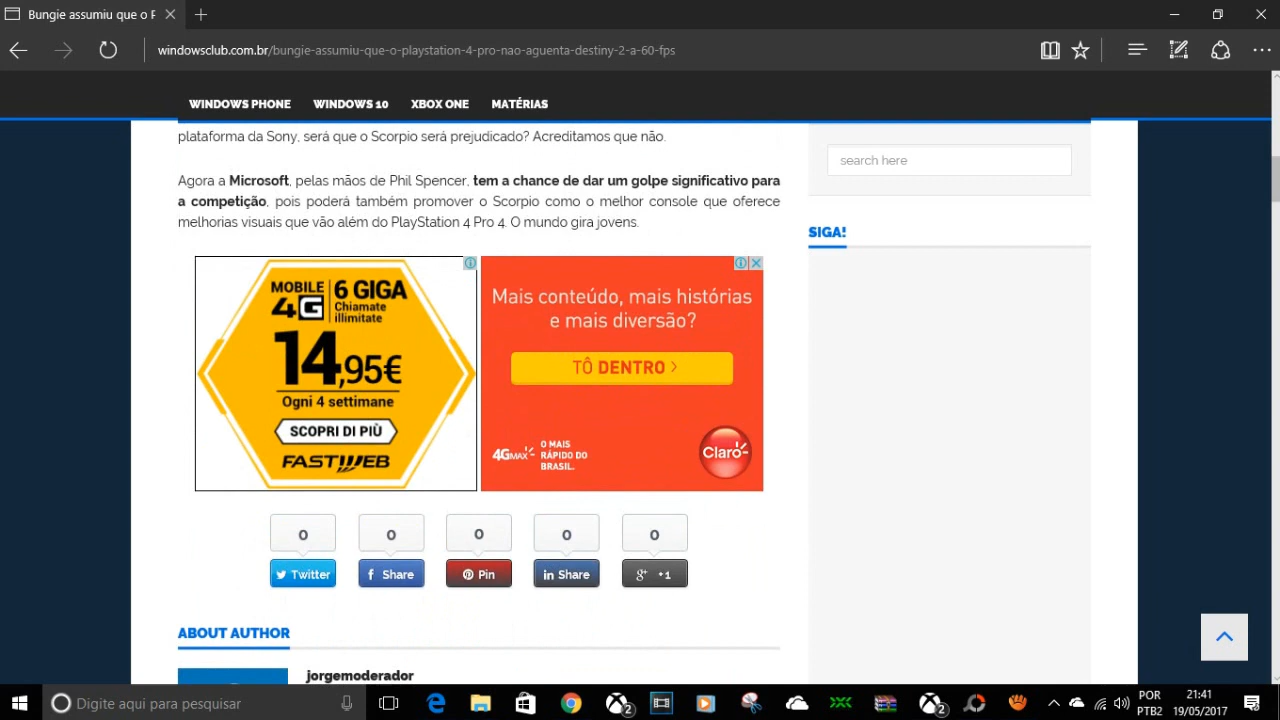 Bungie assumiu que o P
windowsclub.com.br/bungie-assumiu-que-o-playstation-4-pro-nao-aguenta-destiny-2-a-60-fps
WINDOWS PHONE WINDOWS 10 XBOX ONE MATÉRIAS
plataforma da Sony, será que o Scorpio será prejudicado? Acreditamos que não.
Agora a Microsoft, pelas mãos de Phil Spencer, tem a chance de dar um golpe significativo para
a competição, pois poderá também promover o Scorpio como o melhor console que oferece
melhorias visuais que vão além do PlayStation 4 Pro 4. O mundo gira jovens.
search here
SIGA!
MOBILE
4G
6 GIGA
Chiamate
illimitate
14,95€
Ogni 4 settimane
SCOPRI DI PIÙ
FASTWEB
Mais conteúdo, mais histórias
e mais diversão?
TÔ DENTRO >
4GMAX
O MAIS
RÁPIDO DO
BRASIL.
Claro
0 0 0 0 0
Twitter Share Pin in Share g+ +1
ABOUT AUTHOR
jorgemoderador
Digite aqui para pesquisar
2
2
POR
PTB2
21:41
19/05/2017